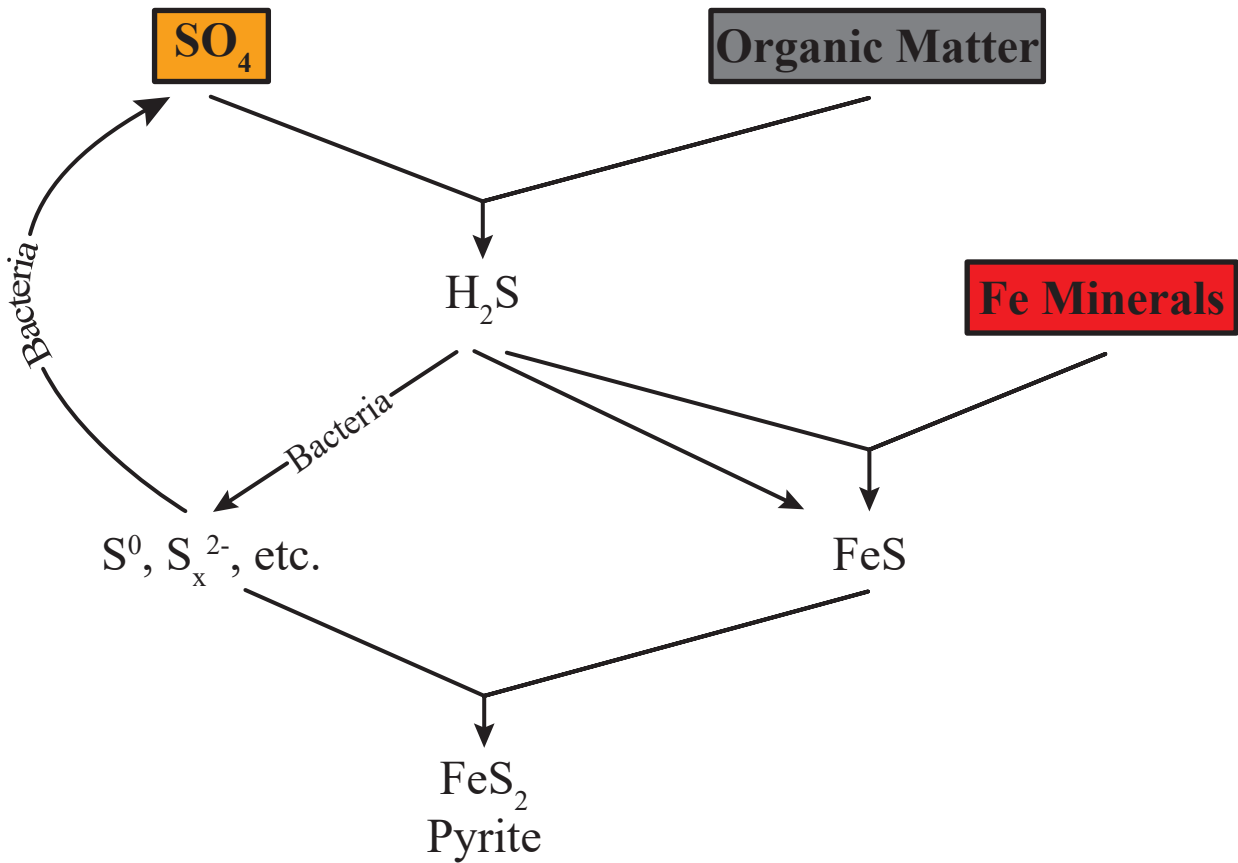 SO₄
Organic Matter
H₂S
Fe Minerals
Bacteria
Bacteria
S⁰, Sₓ²⁻, etc.
FeS
FeS₂
Pyrite